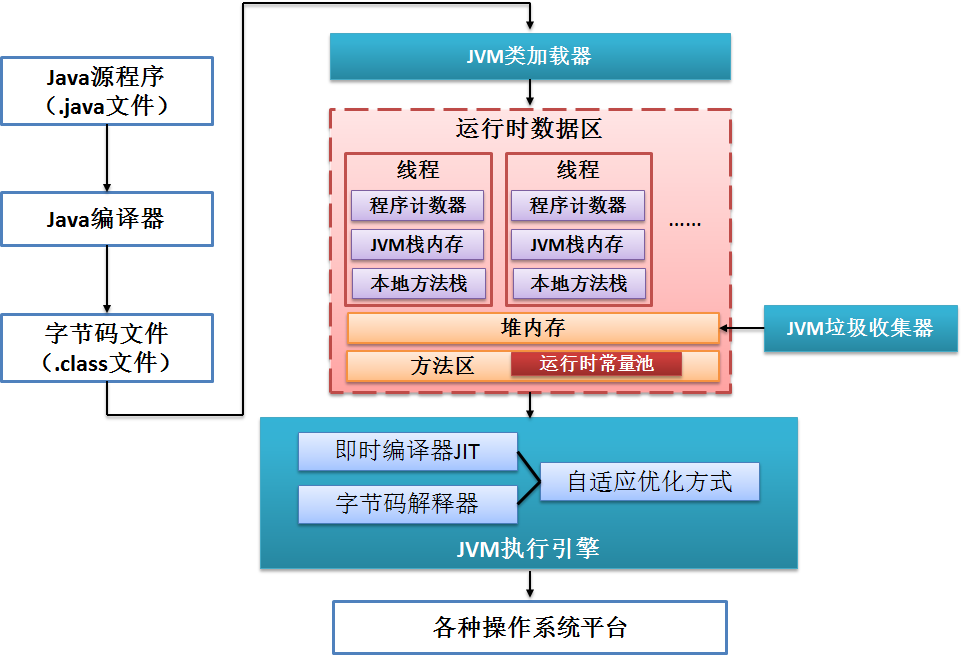 Java源程序
（.java文件）
Java编译器
字节码文件
（.class文件）
JVM类加载器
运行时数据区
线程
程序计数器
JVM栈内存
本地方法栈
线程
程序计数器
JVM栈内存
本地方法栈
……
堆内存
方法区
运行时常量池
JVM垃圾收集器
即时编译器JIT
字节码解释器
自适应优化方式
JVM执行引擎
各种操作系统平台